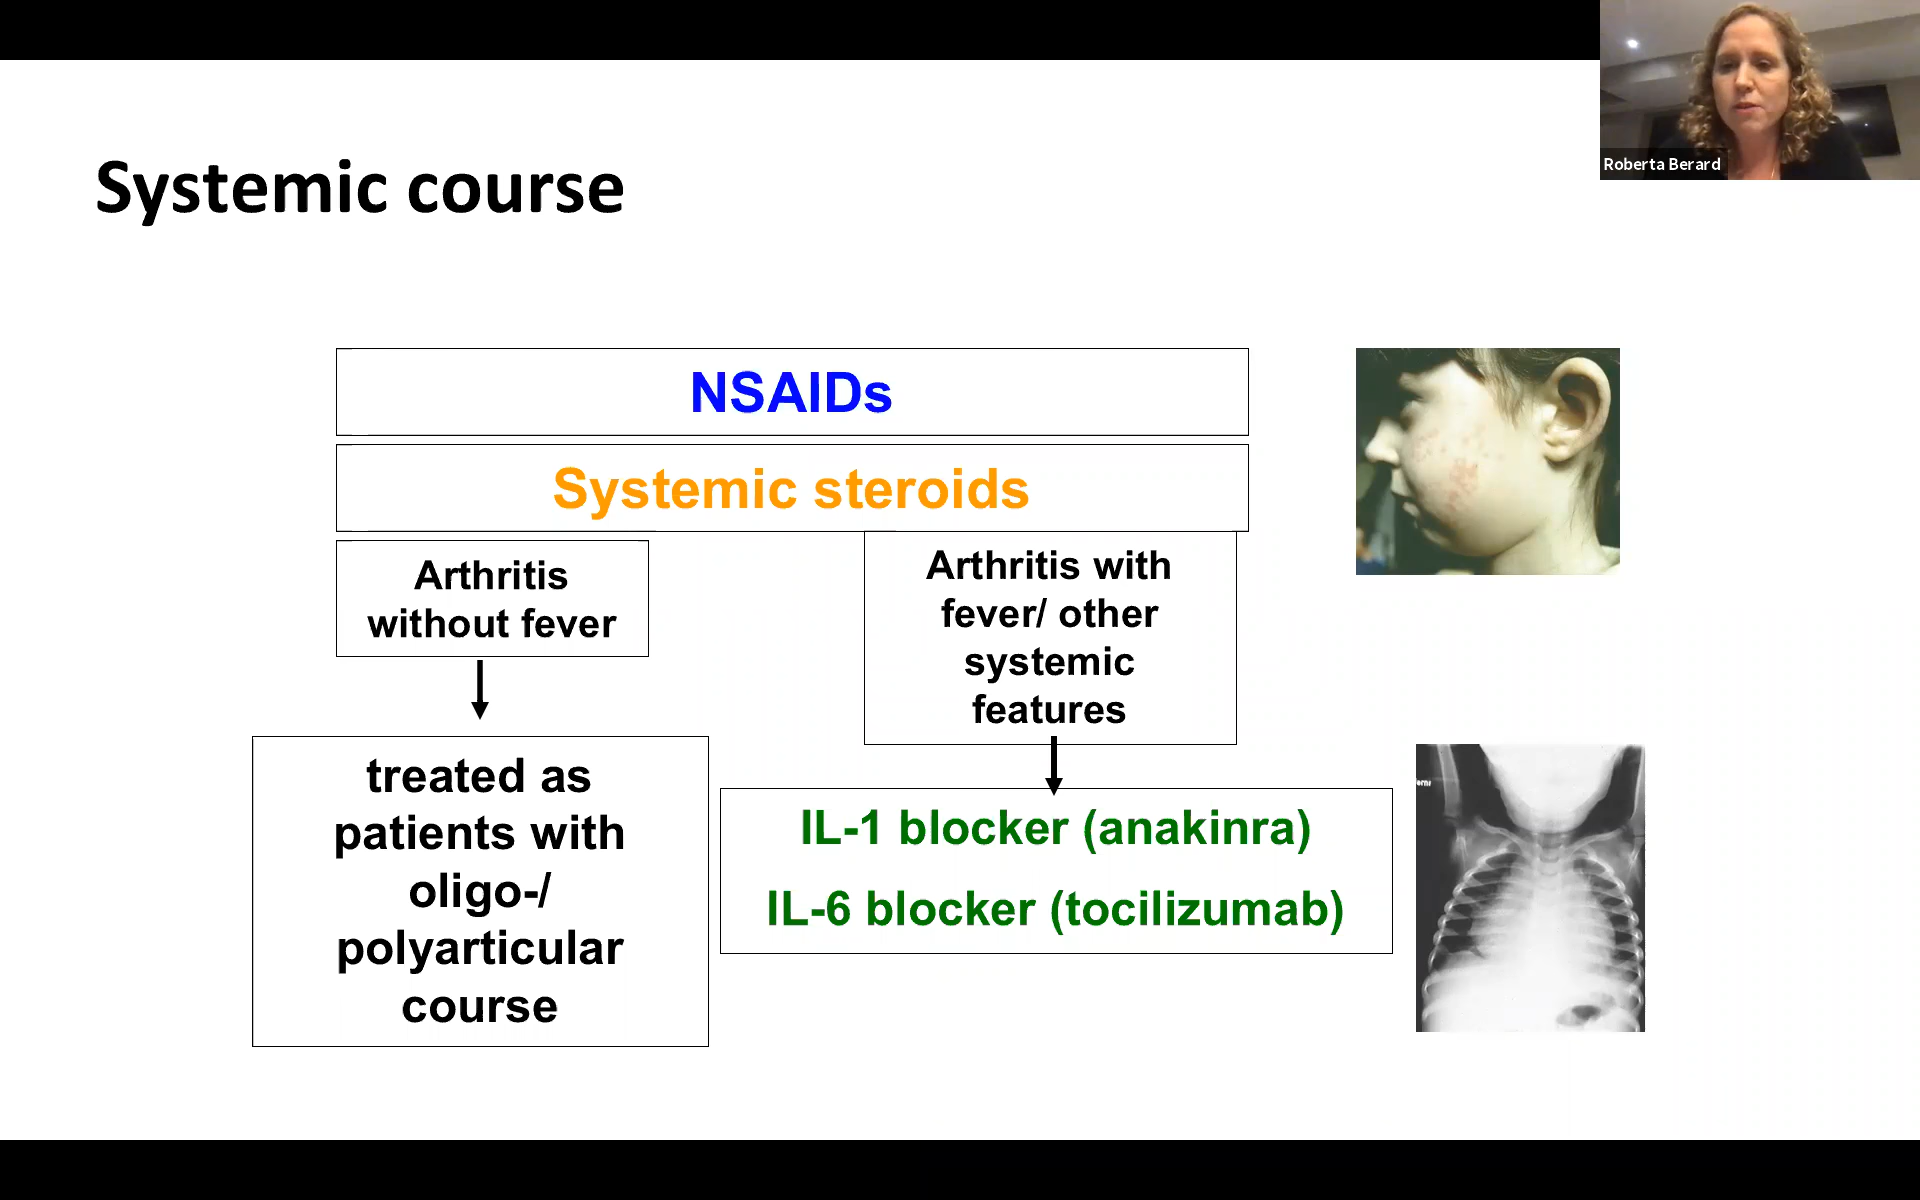 Roberta Berard
Systemic course
NSAIDs
Systemic steroids
Arthritis
without fever
Arthritis with
fever/ other
systemic
features
treated as
patients with
oligo-/
polyarticular
course
IL-1 blocker (anakinra)
IL-6 blocker (tocilizumab)